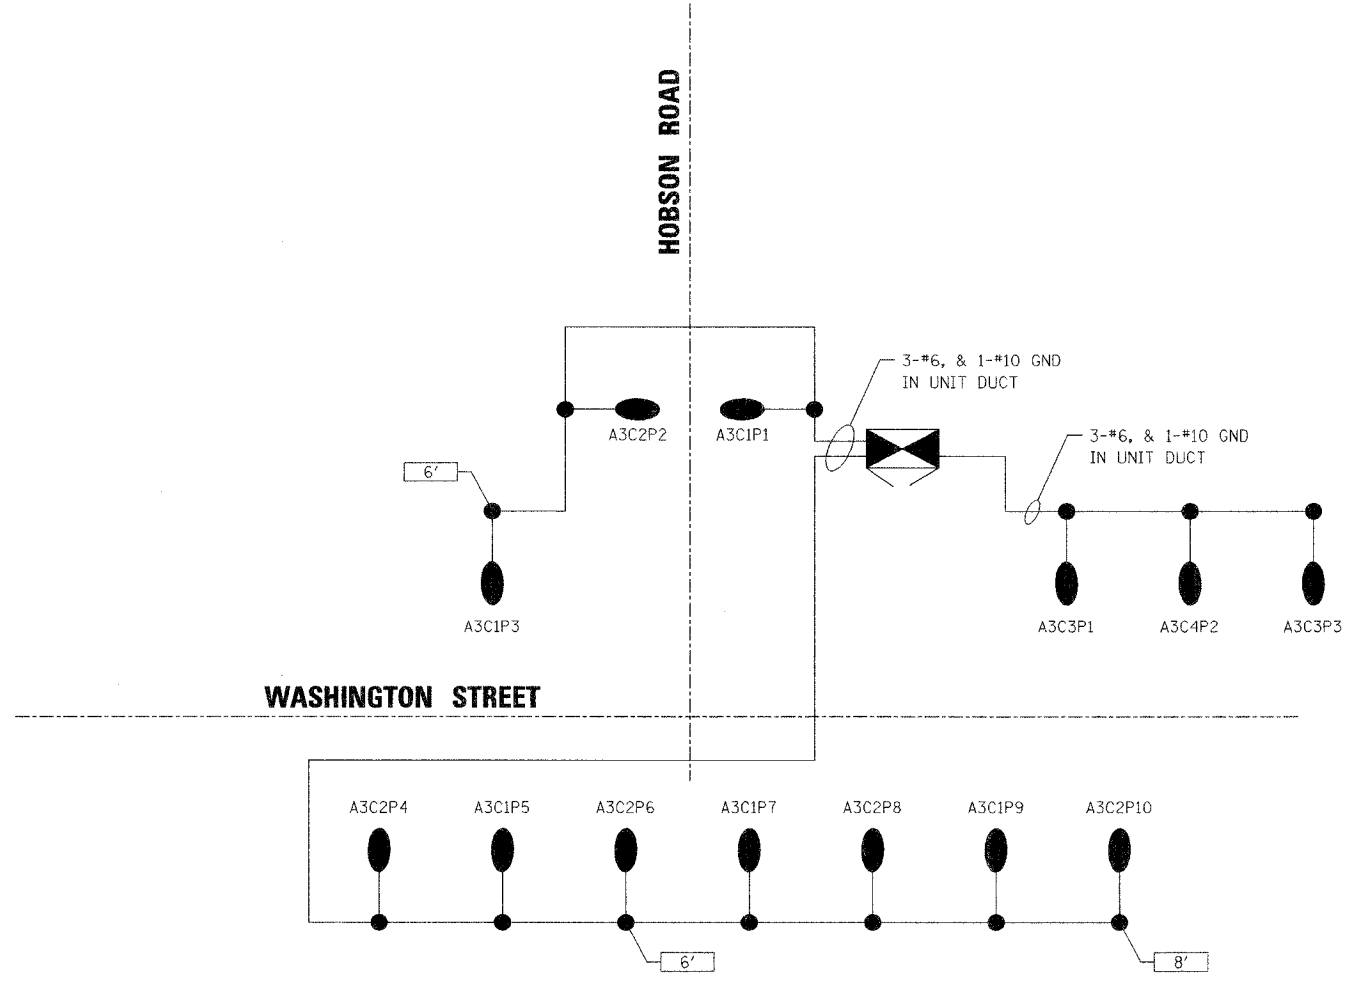 HOBSON ROAD
3-#6, & 1-#10 GND
IN UNIT DUCT
A3C2P2
A3C1P1
3-#6, & 1-#10 GND
IN UNIT DUCT
6'
A3C1P3
A3C3P1
A3C4P2
A3C3P3
WASHINGTON STREET
A3C2P4
A3C1P5
A3C2P6
A3C1P7
A3C2P8
A3C1P9
A3C2P10
6'
8'